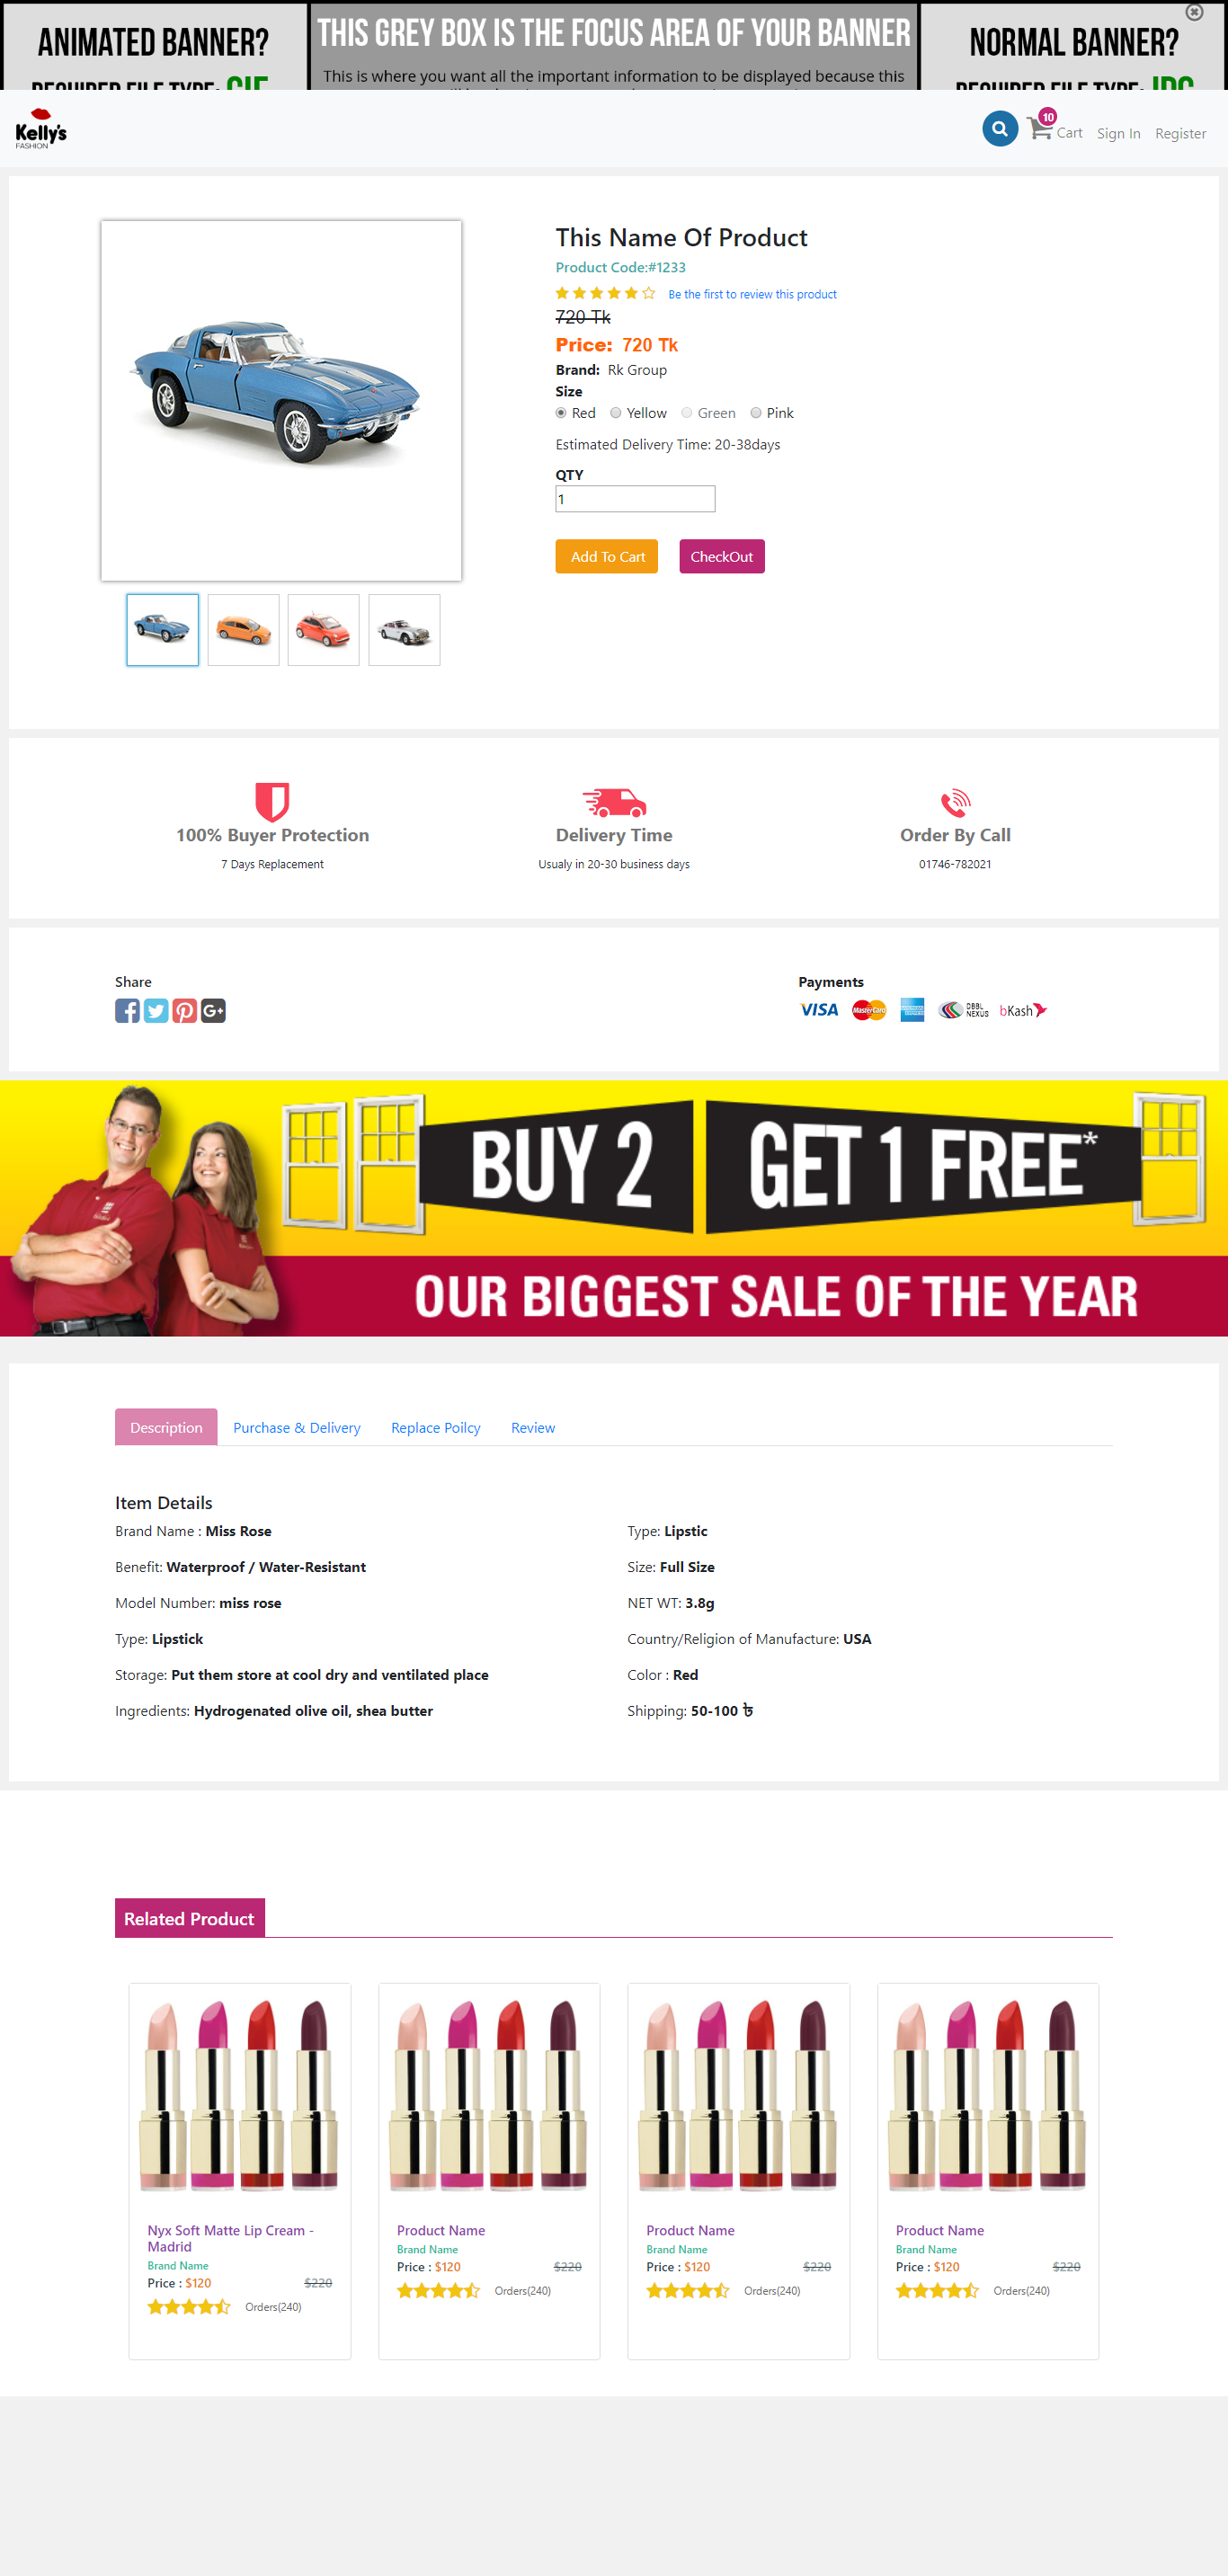 ANIMATED BANNER?
THIS GREY BOX IS THE FOCUS AREA OF YOUR BANNER
NORMAL BANNER?
REQUIRED FILE TYPE: GIF
This is where you want all the important information to be displayed because this
REQUIRED FILE TYPE: JPG
Kelly's
FASHION
10
Cart
Sign In
Register
This Name Of Product
Product Code:#1233
Be the first to review this product
720 Tk
Price: 720 Tk
Brand: Rk Group
Size
Red Yellow Green Pink
Estimated Delivery Time: 20-38days
QTY
1
Add To Cart
CheckOut
100% Buyer Protection
7 Days Replacement
Delivery Time
Usualy in 20-30 business days
Order By Call
01746-782021
Share
Payments
VISA MasterCard AMERICAN EXPRESS DBBL NEXUS bKash
BUY 2 GET 1 FREE*
OUR BIGGEST SALE OF THE YEAR
Description
Purchase & Delivery
Replace Poilcy
Review
Item Details
Brand Name : Miss Rose
Type: Lipstic
Benefit: Waterproof / Water-Resistant
Size: Full Size
Model Number: miss rose
NET WT: 3.8g
Type: Lipstick
Country/Religion of Manufacture: USA
Storage: Put them store at cool dry and ventilated place
Color : Red
Ingredients: Hydrogenated olive oil, shea butter
Shipping: 50-100 ৳
Related Product
Nyx Soft Matte Lip Cream -
Madrid
Brand Name
Price : $120 $220
Orders(240)
Product Name
Brand Name
Price : $120 $220
Orders(240)
Product Name
Brand Name
Price : $120 $220
Orders(240)
Product Name
Brand Name
Price : $120 $220
Orders(240)